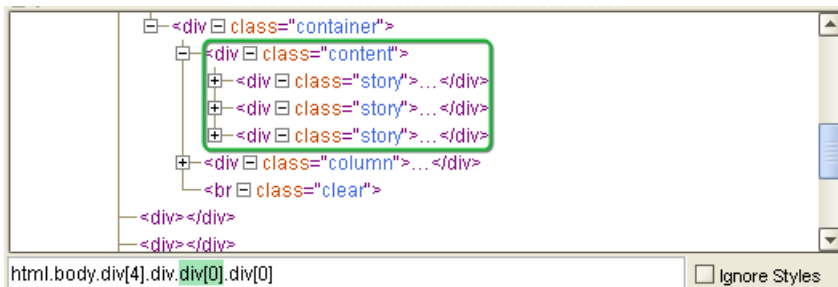 <div class="container">
<div class="content">
<div class="story">...</div>
<div class="story">...</div>
<div class="story">...</div>
<div class="column">...</div>
<br class="clear">
<div></div>
<div></div>
html.body.div[4].div.div[0].div[0]
Ignore Styles